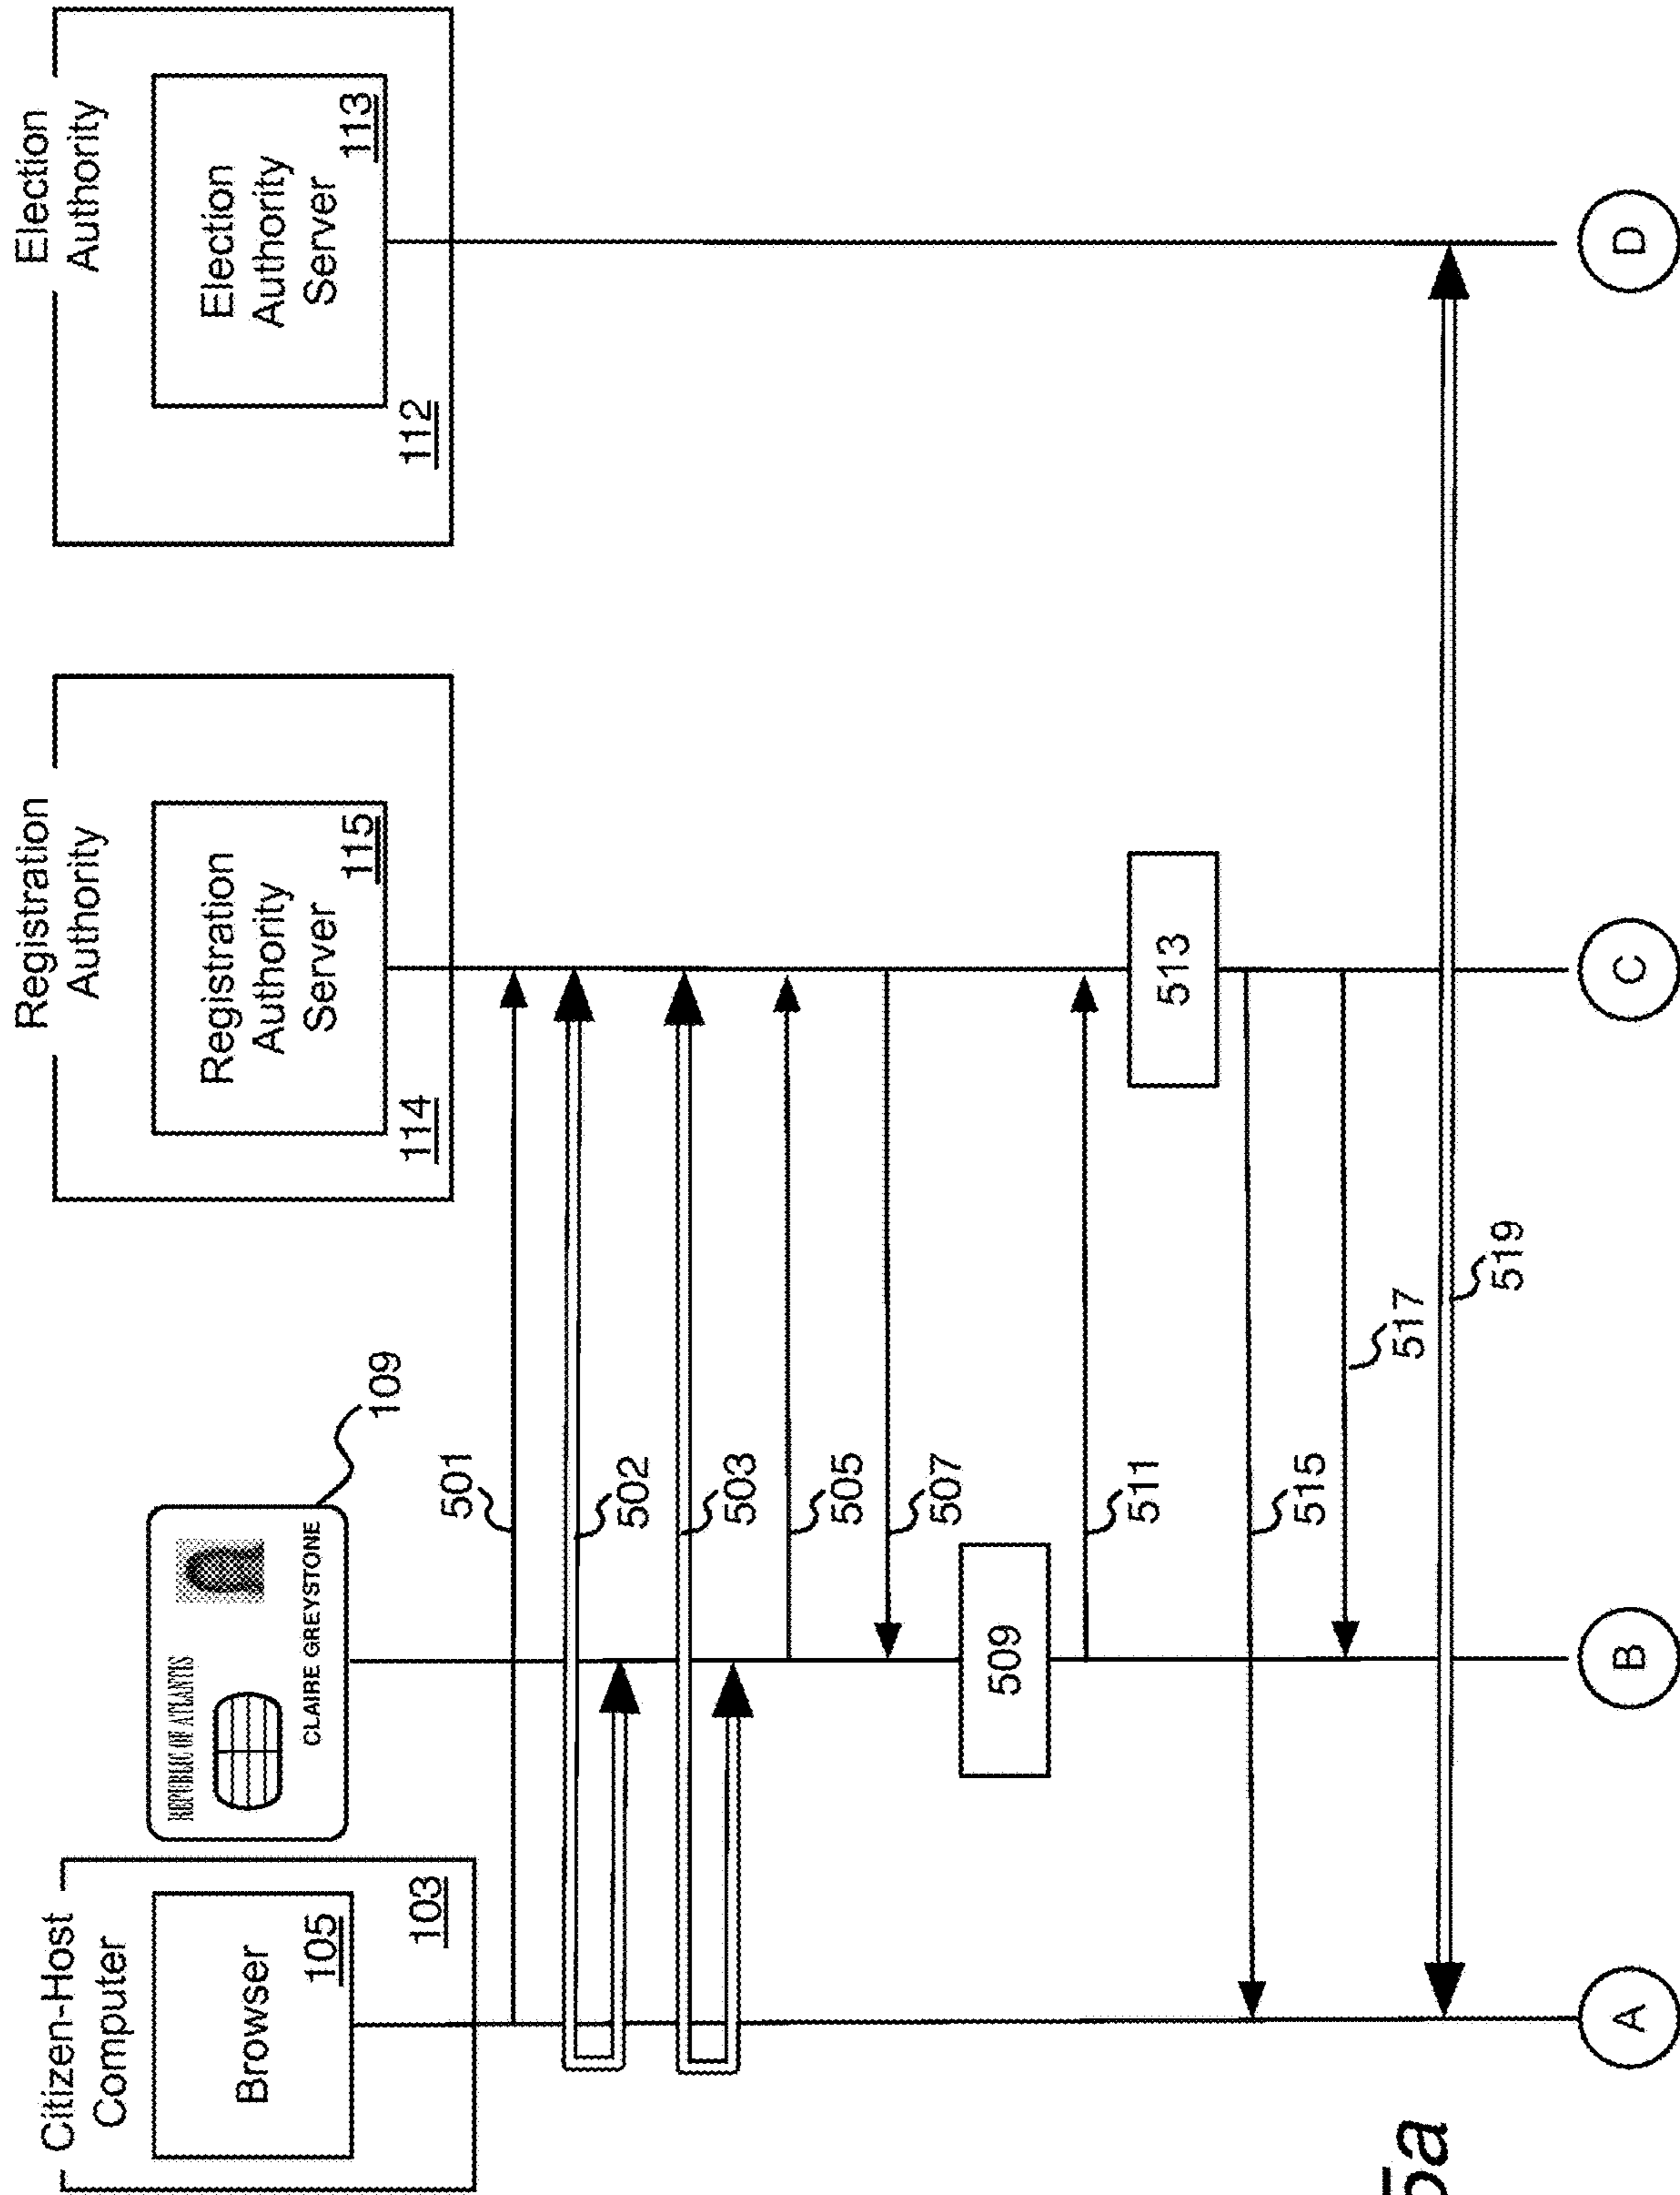 Citizen-Host
Computer
Browser
105
103
REPUBLIC OF ATLANTIS
CLAIRE GREYSTONE
109
Registration
Authority
Registration
Authority
Server
115
114
Election
Authority
Election
Authority
Server
113
112
501
502
503
505
507
509
511
513
515
517
519
A
B
C
D
5a